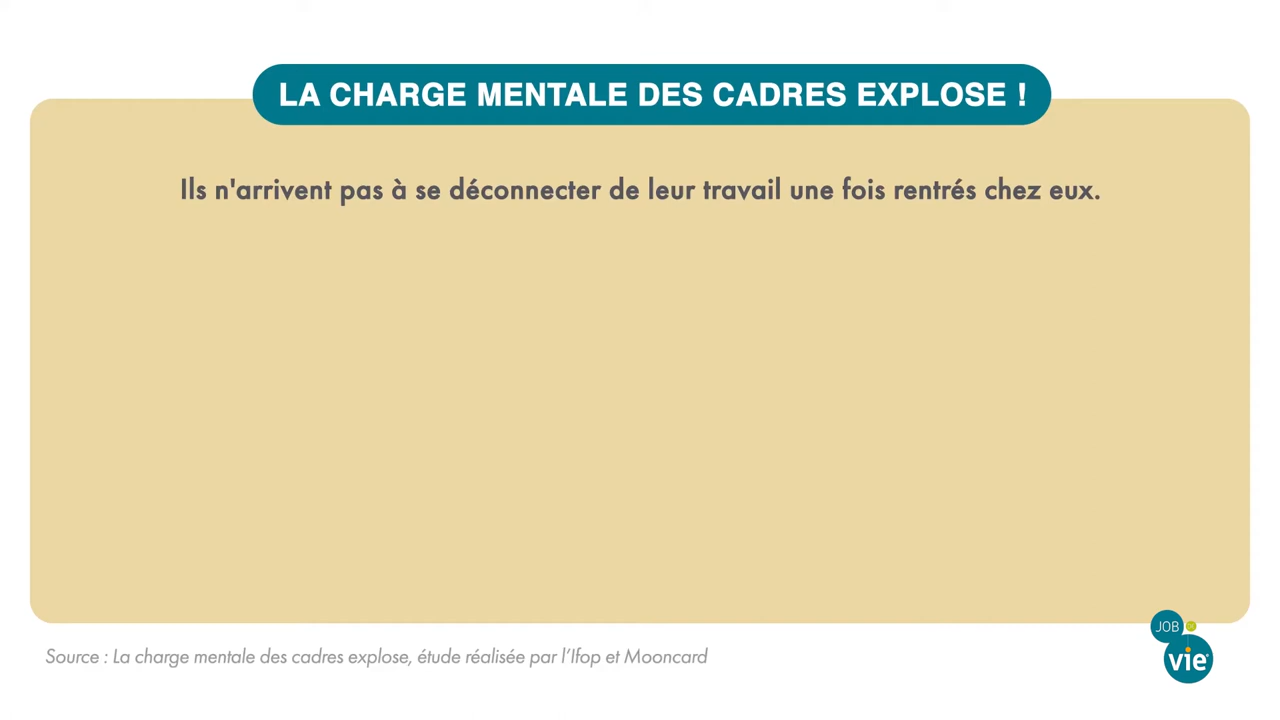 LA CHARGE MENTALE DES CADRES EXPLOSE !
Ils n'arrivent pas à se déconnecter de leur travail une fois rentrés chez eux.
Source : La charge mentale des cadres explose, étude réalisée par l’Ifop et Mooncard
JOB
vie